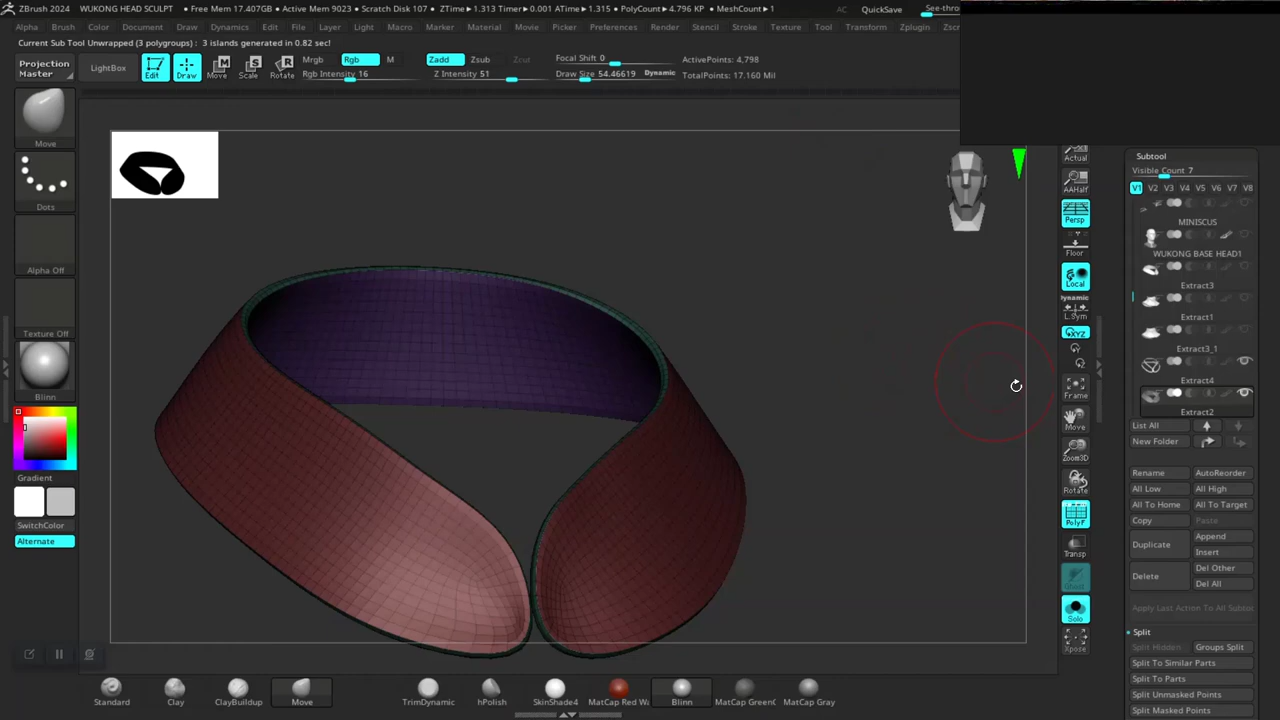 ZBrush 2024 WUKONG HEAD SCULPT • Free Mem 17.407GB • Active Mem 9023 • Scratch Disk 107 • ZTime▸1.313 Timer▸0.001 ATime▸1.315 • PolyCount▸4.796 KP • MeshCount▸1 AC QuickSave See-throu
Alpha Brush Color Document Draw Dynamics Edit File Layer Light Macro Marker Material Movie Picker Preferences Render Stencil Stroke Texture Tool Transform Zplugin Zscr
Current Sub Tool Unwrapped (3 polygroups) : 3 islands generated in 0.82 sec!
Projection Master
LightBox
Edit
Draw
Move
Scale
Rotate
Mrgb Rgb M
Rgb Intensity 16
Zadd Zsub Zcut
Z Intensity 51
Focal Shift 0
Draw Size 54.46619 Dynamic
ActivePoints: 4,798
TotalPoints: 17.160 Mil
Move
Dots
Alpha Off
Texture Off
Blinn
Gradient
SwitchColor
Alternate
Actual
AAHalf
Persp
Floor
Local
Dynamic
L.Sym
XYZ
Frame
Move
Zoom3D
Rotate
PolyF
Transp
Ghost
Solo
Xpose
Subtool
Visible Count 7
V1 V2 V3 V4 V5 V6 V7 V8
MINISCUS
WUKONG BASE HEAD1
Extract3
Extract1
Extract3_1
Extract4
Extract2
List All
New Folder
Rename AutoReorder
All Low All High
All To Home All To Target
Copy Paste
Duplicate Append
Insert
Delete Del Other
Del All
Apply Last Action To All Subtoo
Split
Split Hidden Groups Split
Split To Similar Parts
Split To Parts
Split Unmasked Points
Split Masked Points
Standard Clay ClayBuildup Move TrimDynamic hPolish SkinShade4 MatCap Red Wa Blinn MatCap GreenC MatCap Gray